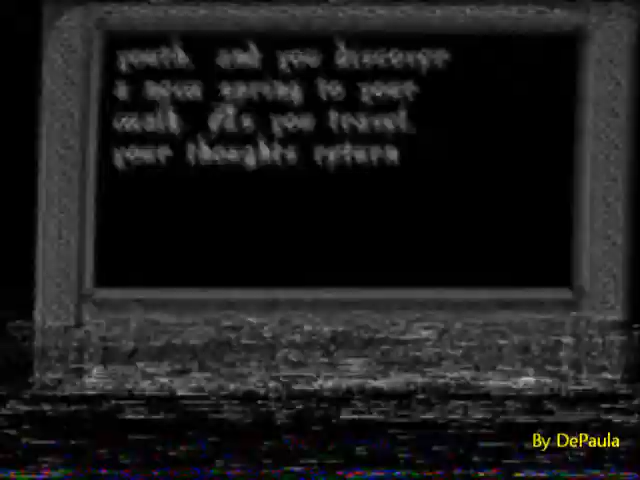 youth. and you discover
a new spring to your
walk. As you travel,
your thoughts return
By DePaula